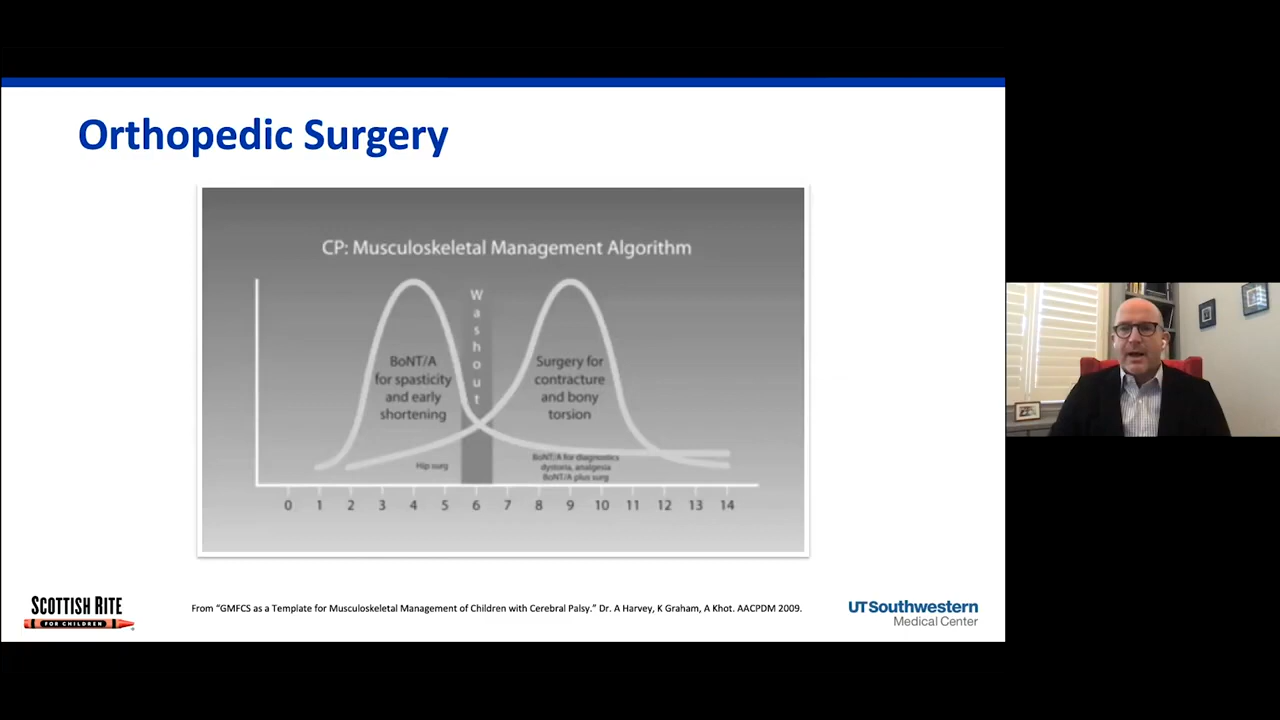 Orthopedic Surgery
CP: Musculoskeletal Management Algorithm
Washout
BoNT/A
for spasticity
and early
shortening
Surgery for
contracture
and bony
torsion
Hip surg
BoNT/A for diagnostics
dystonia, analgesia
BoNT/A plus surg
0 1 2 3 4 5 6 7 8 9 10 11 12 13 14
SCOTTISH RITE
FOR CHILDREN
From “GMFCS as a Template for Musculoskeletal Management of Children with Cerebral Palsy.” Dr. A Harvey, K Graham, A Khot. AACPDM 2009.
UTSouthwestern
Medical Center